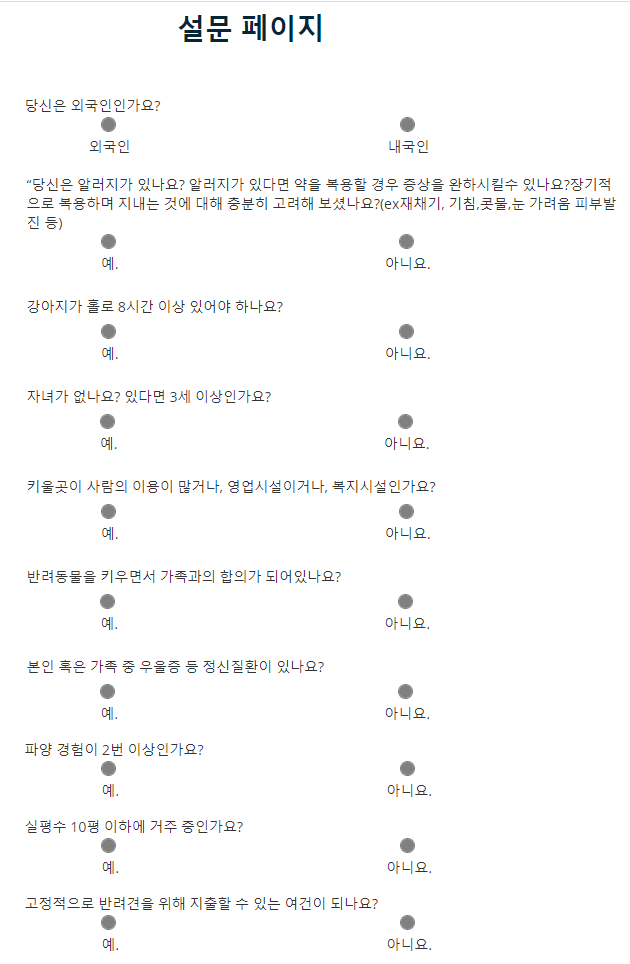 설문 페이지
당신은 외국인인가요?
외국인 내국인
“당신은 알러지가 있나요? 알러지가 있다면 약을 복용할 경우 증상을 완하시킬수 있나요?장기적
으로 복용하며 지내는 것에 대해 충분히 고려해 보셨나요?(ex재채기, 기침,콧물,눈 가려움 피부발
진 등)
예. 아니요.
강아지가 홀로 8시간 이상 있어야 하나요?
예. 아니요.
자녀가 없나요? 있다면 3세 이상인가요?
예. 아니요.
키울곳이 사람의 이용이 많거나, 영업시설이거나, 복지시설인가요?
예. 아니요.
반려동물을 키우면서 가족과의 합의가 되어있나요?
예. 아니요.
본인 혹은 가족 중 우울증 등 정신질환이 있나요?
예. 아니요.
파양 경험이 2번 이상인가요?
예. 아니요.
실평수 10평 이하에 거주 중인가요?
예. 아니요.
고정적으로 반려견을 위해 지출할 수 있는 여건이 되나요?
예. 아니요.